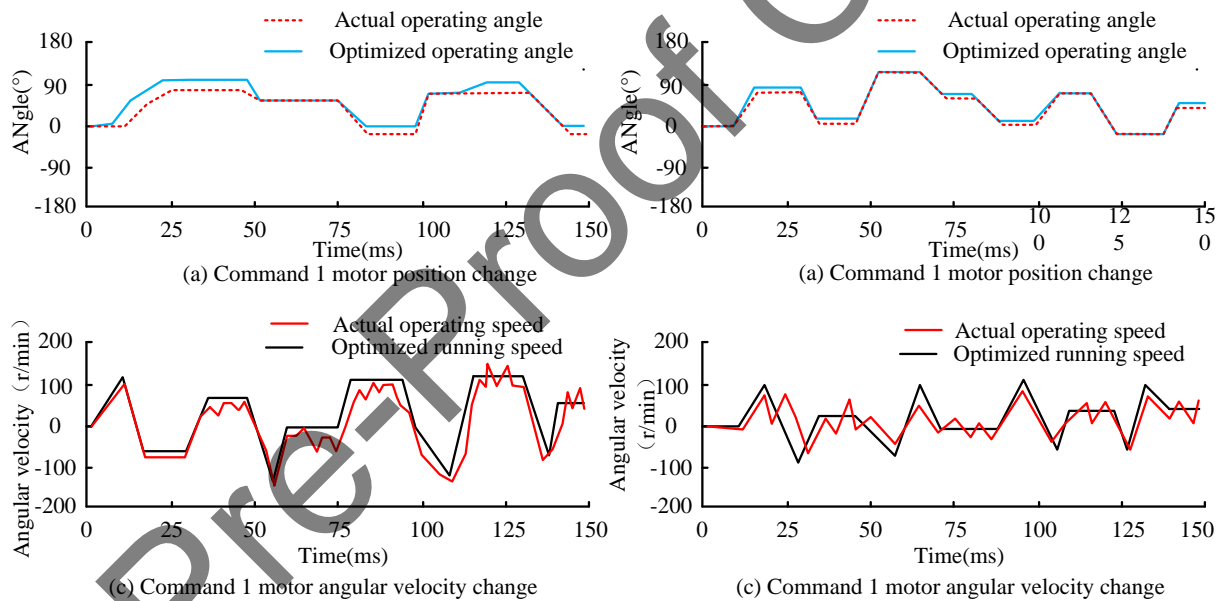 Actual operating angle
Optimized operating angle
ANgle(°)
180
90
0
-90
-180
0 25 50 75 100 125 150
Time(ms)
(a) Command 1 motor position change
Actual operating angle
Optimized operating angle
ANgle(°)
180
90
0
-90
-180
0 25 50 75 10 12 15
0 5 0
Time(ms)
(a) Command 1 motor position change
Actual operating speed
Optimized running speed
Angular velocity（r/min)
200
100
0
-100
-200
0 25 50 75 100 125 150
Time(ms)
(c) Command 1 motor angular velocity change
Actual operating speed
Optimized running speed
Angular velocity
（r/min)
200
100
0
-100
-200
0 25 50 75 100 125 150
Time(ms)
(c) Command 1 motor angular velocity change
Pre-Proof